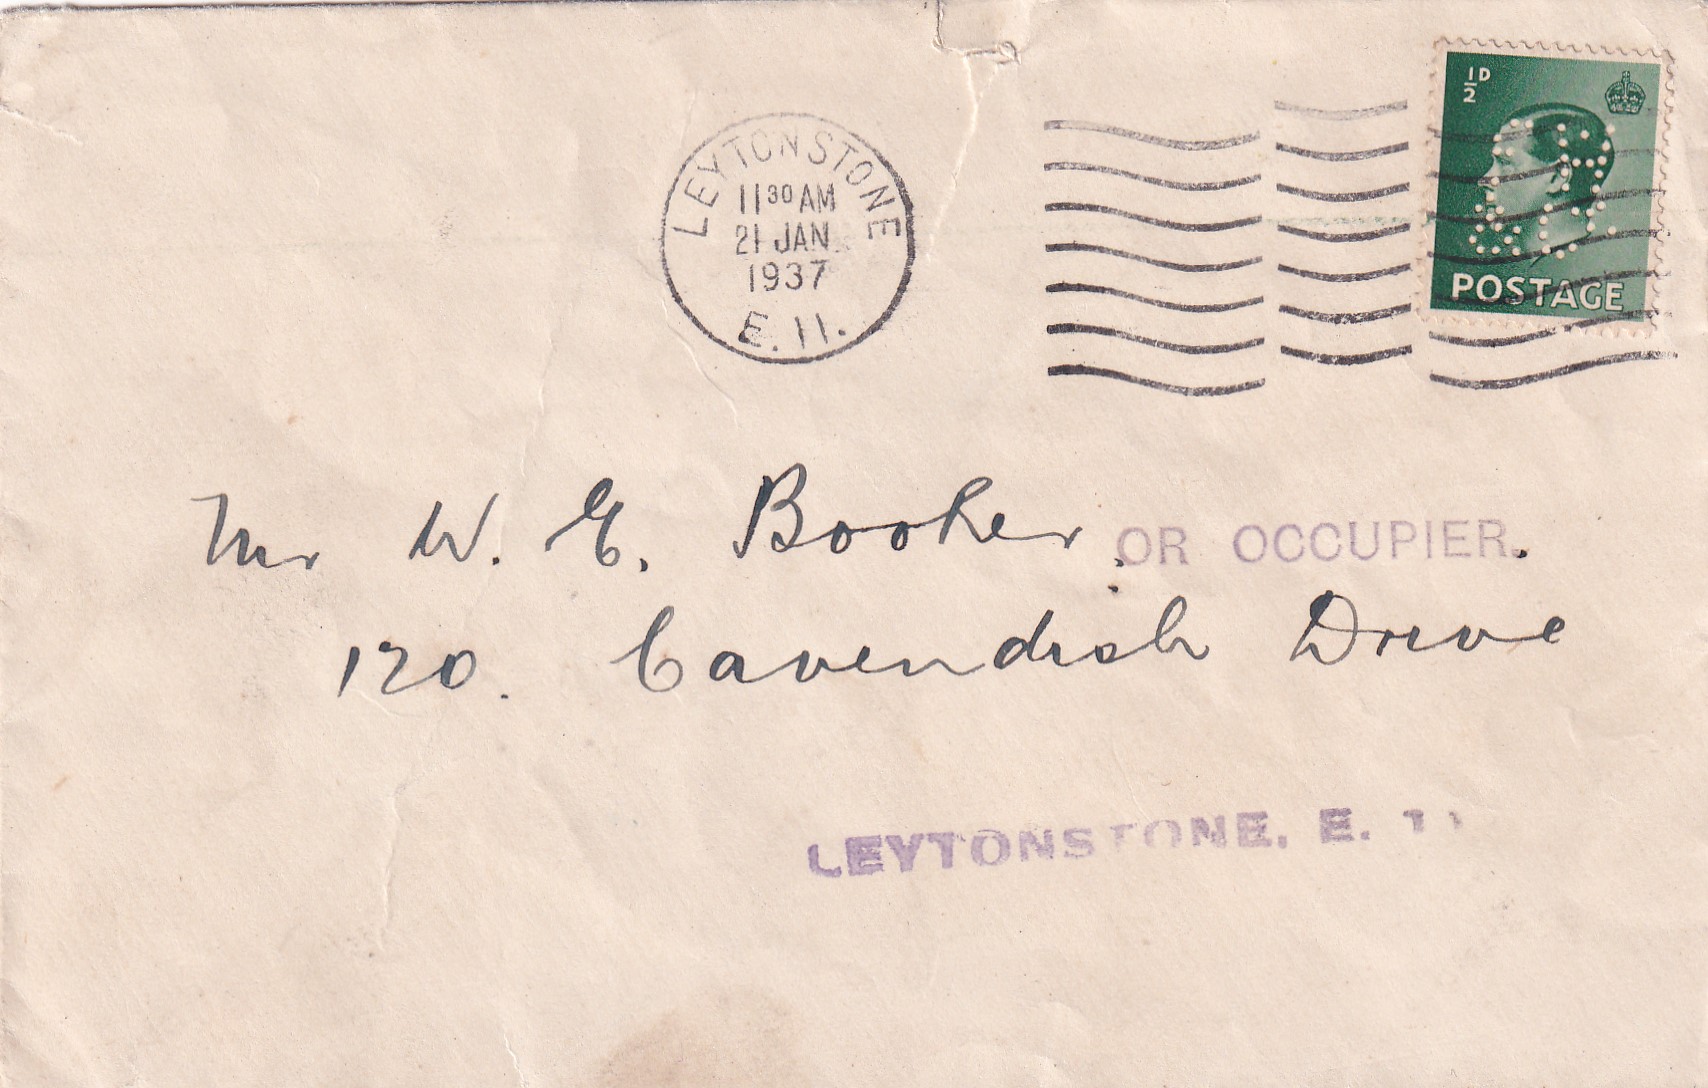 LEYTONSTONE
11 30 AM
21 JAN
1937
E.11.
½D
POSTAGE
Mr W. E. Booker. OR OCCUPIER.
120. Cavendish Drive
LEYTONSTONE, E. 11